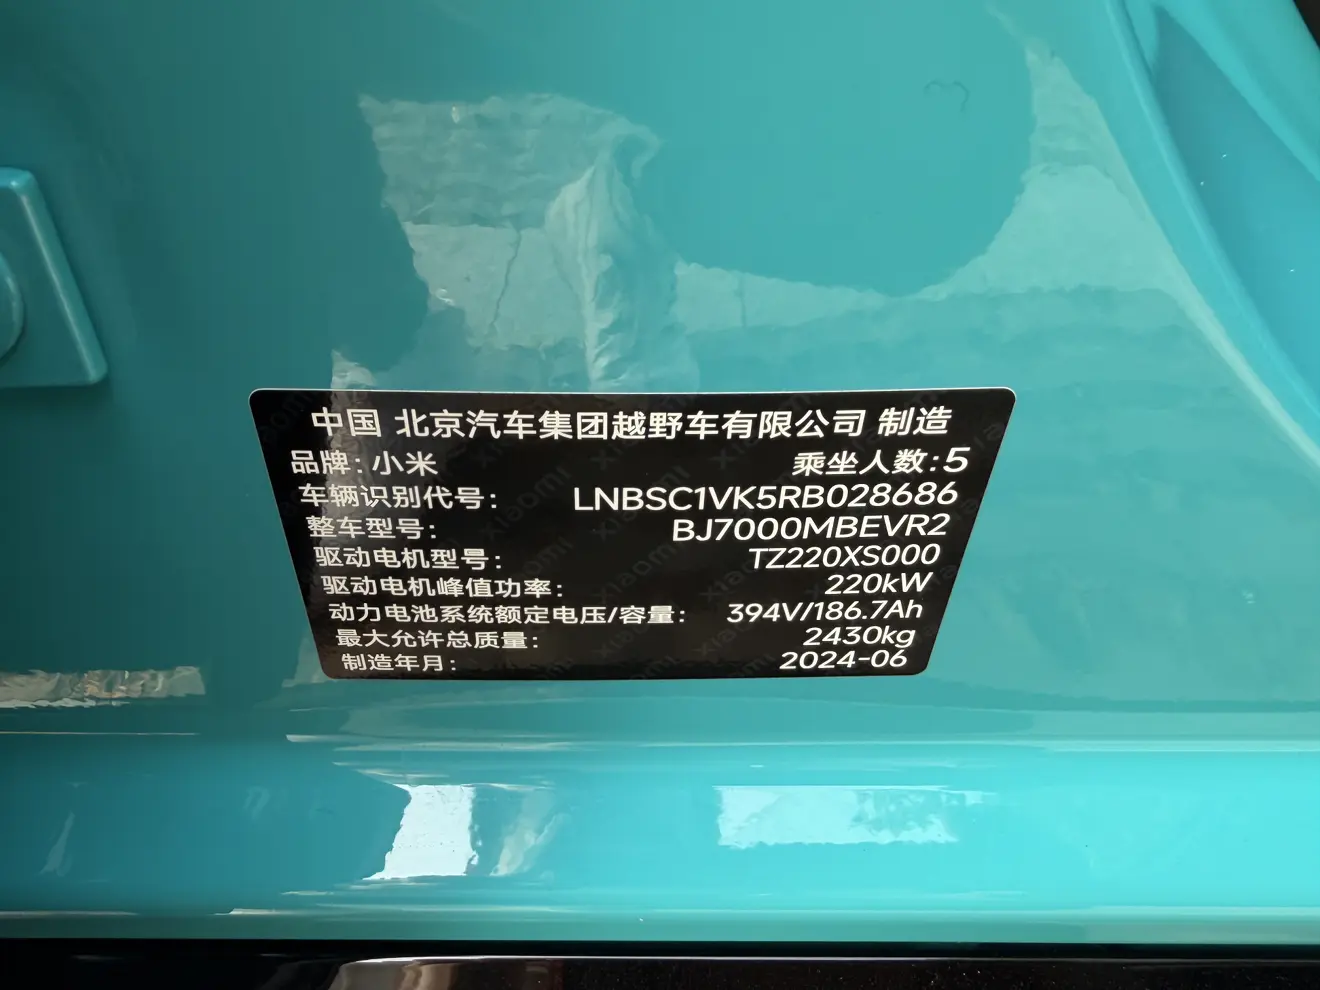 中国 北京汽车集团越野车有限公司 制造
品牌: 小米 乘坐人数:5
车辆识别代号: LNBSC1VK5RB028686
整车型号: BJ7000MBEVR2
驱动电机型号: TZ220XS000
驱动电机峰值功率: 220kW
动力电池系统额定电压/容量: 394V/186.7Ah
最大允许总质量: 2430kg
制造年月: 2024-06